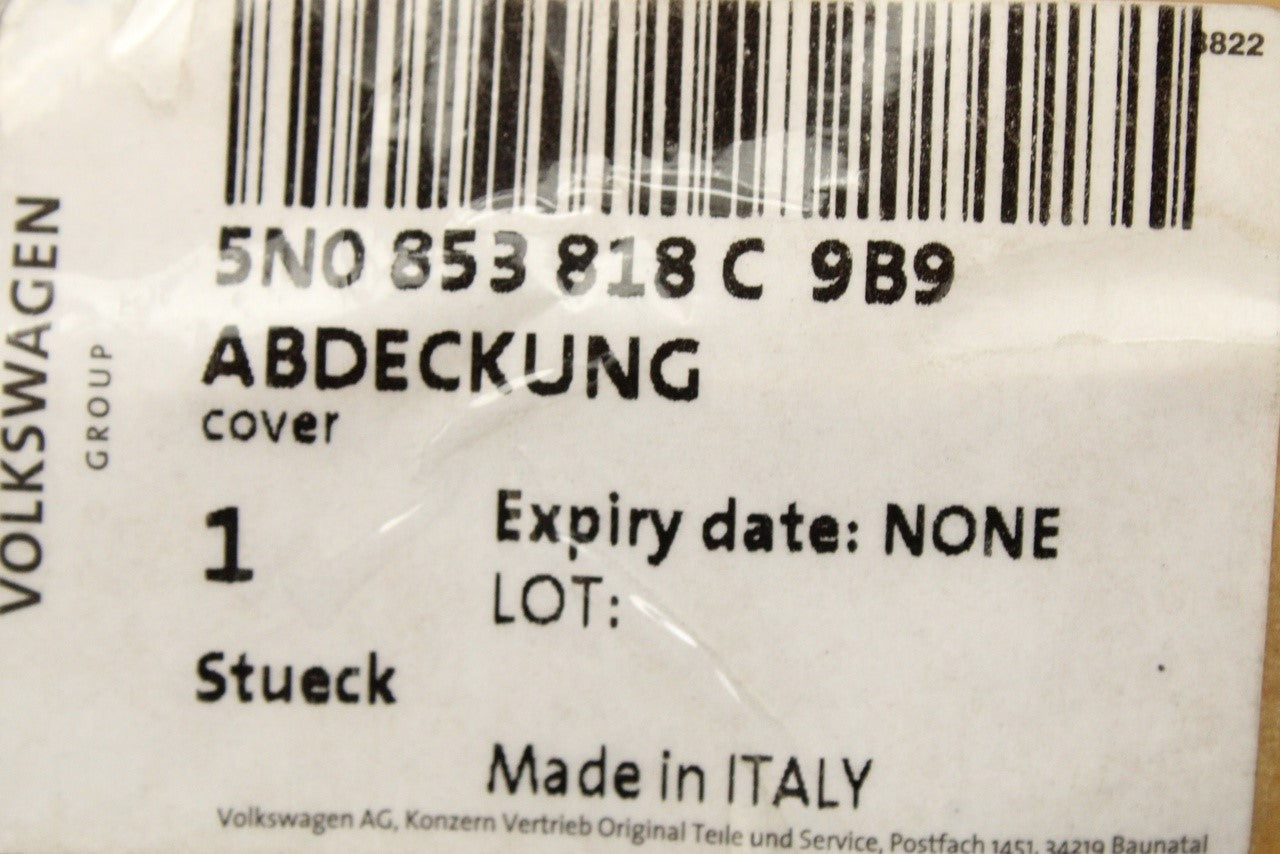 8822
5N0 853 818 C 9B9
ABDECKUNG
cover
1
Expiry date: NONE
LOT:
Stueck
Made in ITALY
Volkswagen AG, Konzern Vertrieb Original Teile und Service, Postfach 1451, 34219 Baunatal
VOLKSWAGEN
GROUP